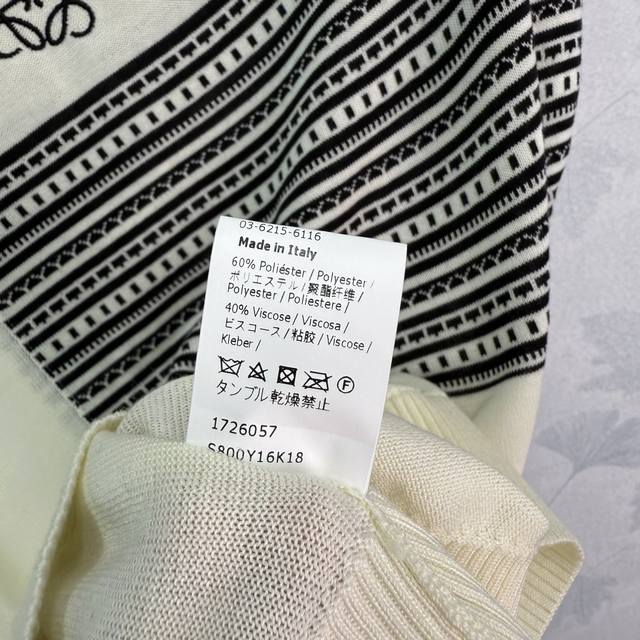 03-6215-6116
Made in Italy
60% Poliéster / Polyester /
ポリエステル / 聚酯纤维 /
Polyester / Poliestere /
40% Viscose / Viscosa /
ビスコース / 粘胶 / Viscose /
Kleber /
F
タンブル乾燥禁止
1726057
S800Y16K18